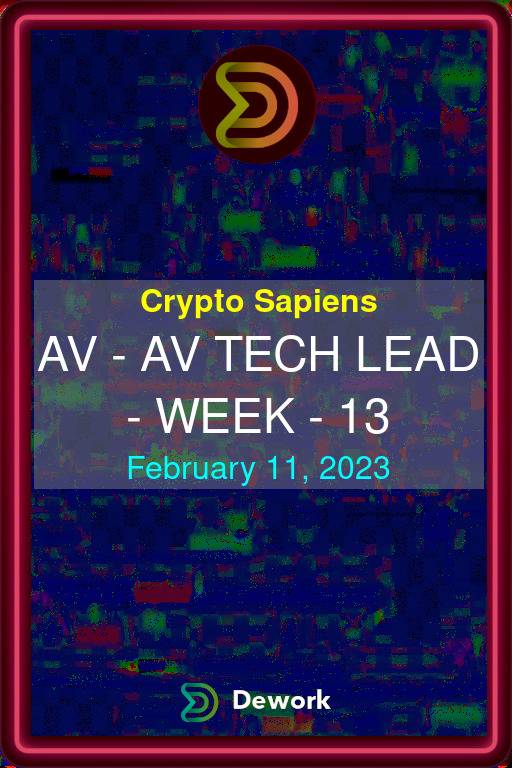 Crypto Sapiens
AV - AV TECH LEAD
- WEEK - 13
February 11, 2023
Dework